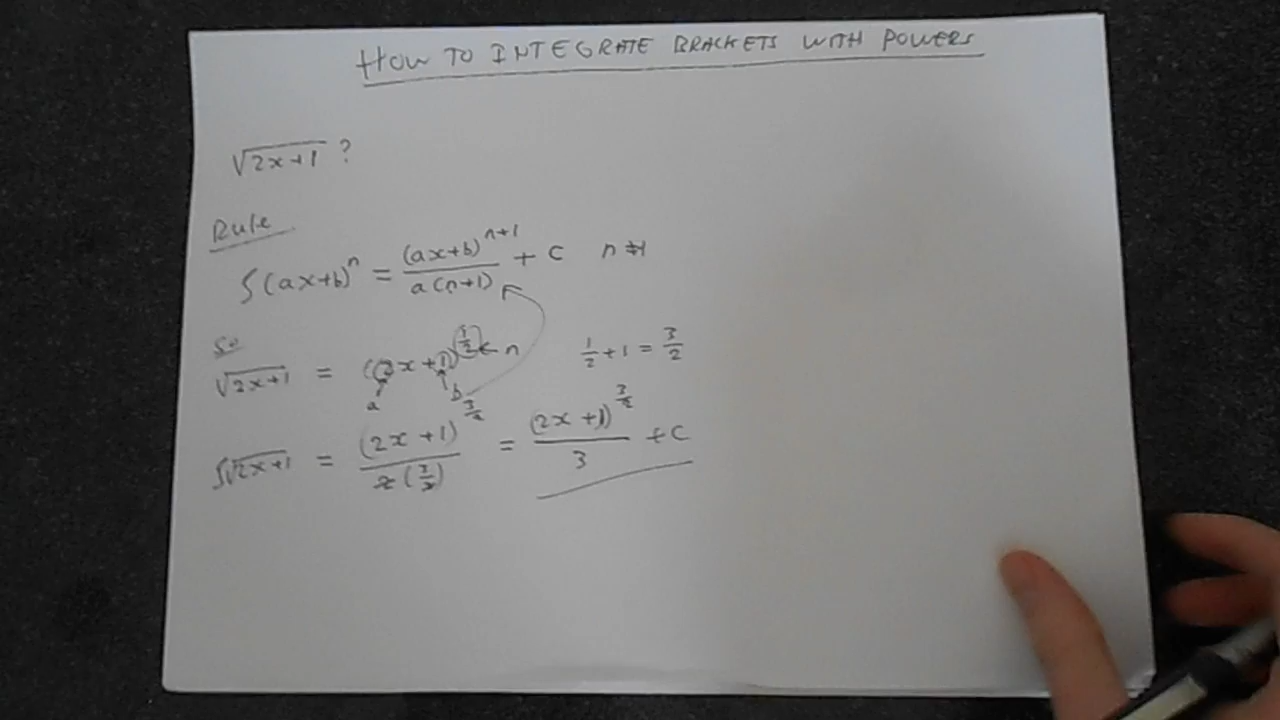 HOW TO INTEGRATE BRACKETS WITH POWERS
√2x+1 ?
Rule
∫(ax+b)^n = (ax+b)^(n+1) / a(n+1) + C n≠1
So
√2x+1 = (2x+1)^(1/2) ← n 1/2 + 1 = 3/2
a b
∫√2x+1 = (2x+1)^(3/2) / 2(3/2) = (2x+1)^(3/2) / 3 + C